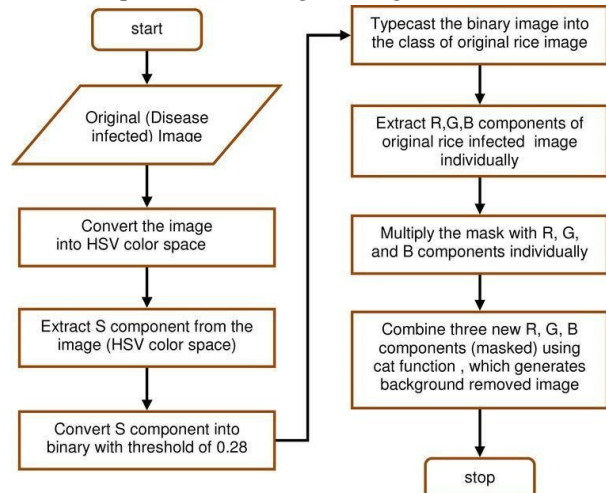 start
Original (Disease
infected) Image
Convert the image
into HSV color space
Extract S component from the
image (HSV color space)
Convert S component into
binary with threshold of 0.28
Typecast the binary image into
the class of original rice image
Extract R,G,B components of
original rice infected image
individually
Multiply the mask with R, G,
and B components individually
Combine three new R, G, B
components (masked) using
cat function , which generates
background removed image
stop